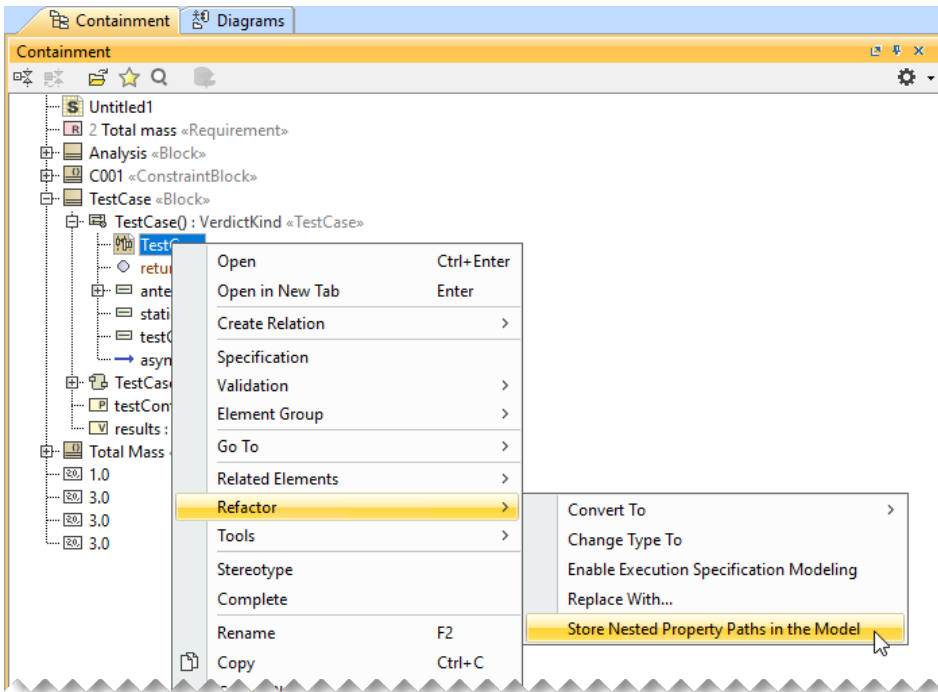 Containment
Diagrams
Containment
Untitled1
2 Total mass «Requirement»
Analysis «Block»
C001 «ConstraintBlock»
TestCase «Block»
TestCase() : VerdictKind «TestCase»
Open Ctrl+Enter
Open in New Tab Enter
Create Relation
Specification
Validation
Element Group
TestCas
testCon
Go To
results :
Total Mass
Related Elements
1.0
Refactor
3.0
Tools
3.0
3.0
Stereotype
Complete
Rename F2
Copy Ctrl+C
Convert To
Change Type To
Enable Execution Specification Modeling
Replace With...
Store Nested Property Paths in the Model